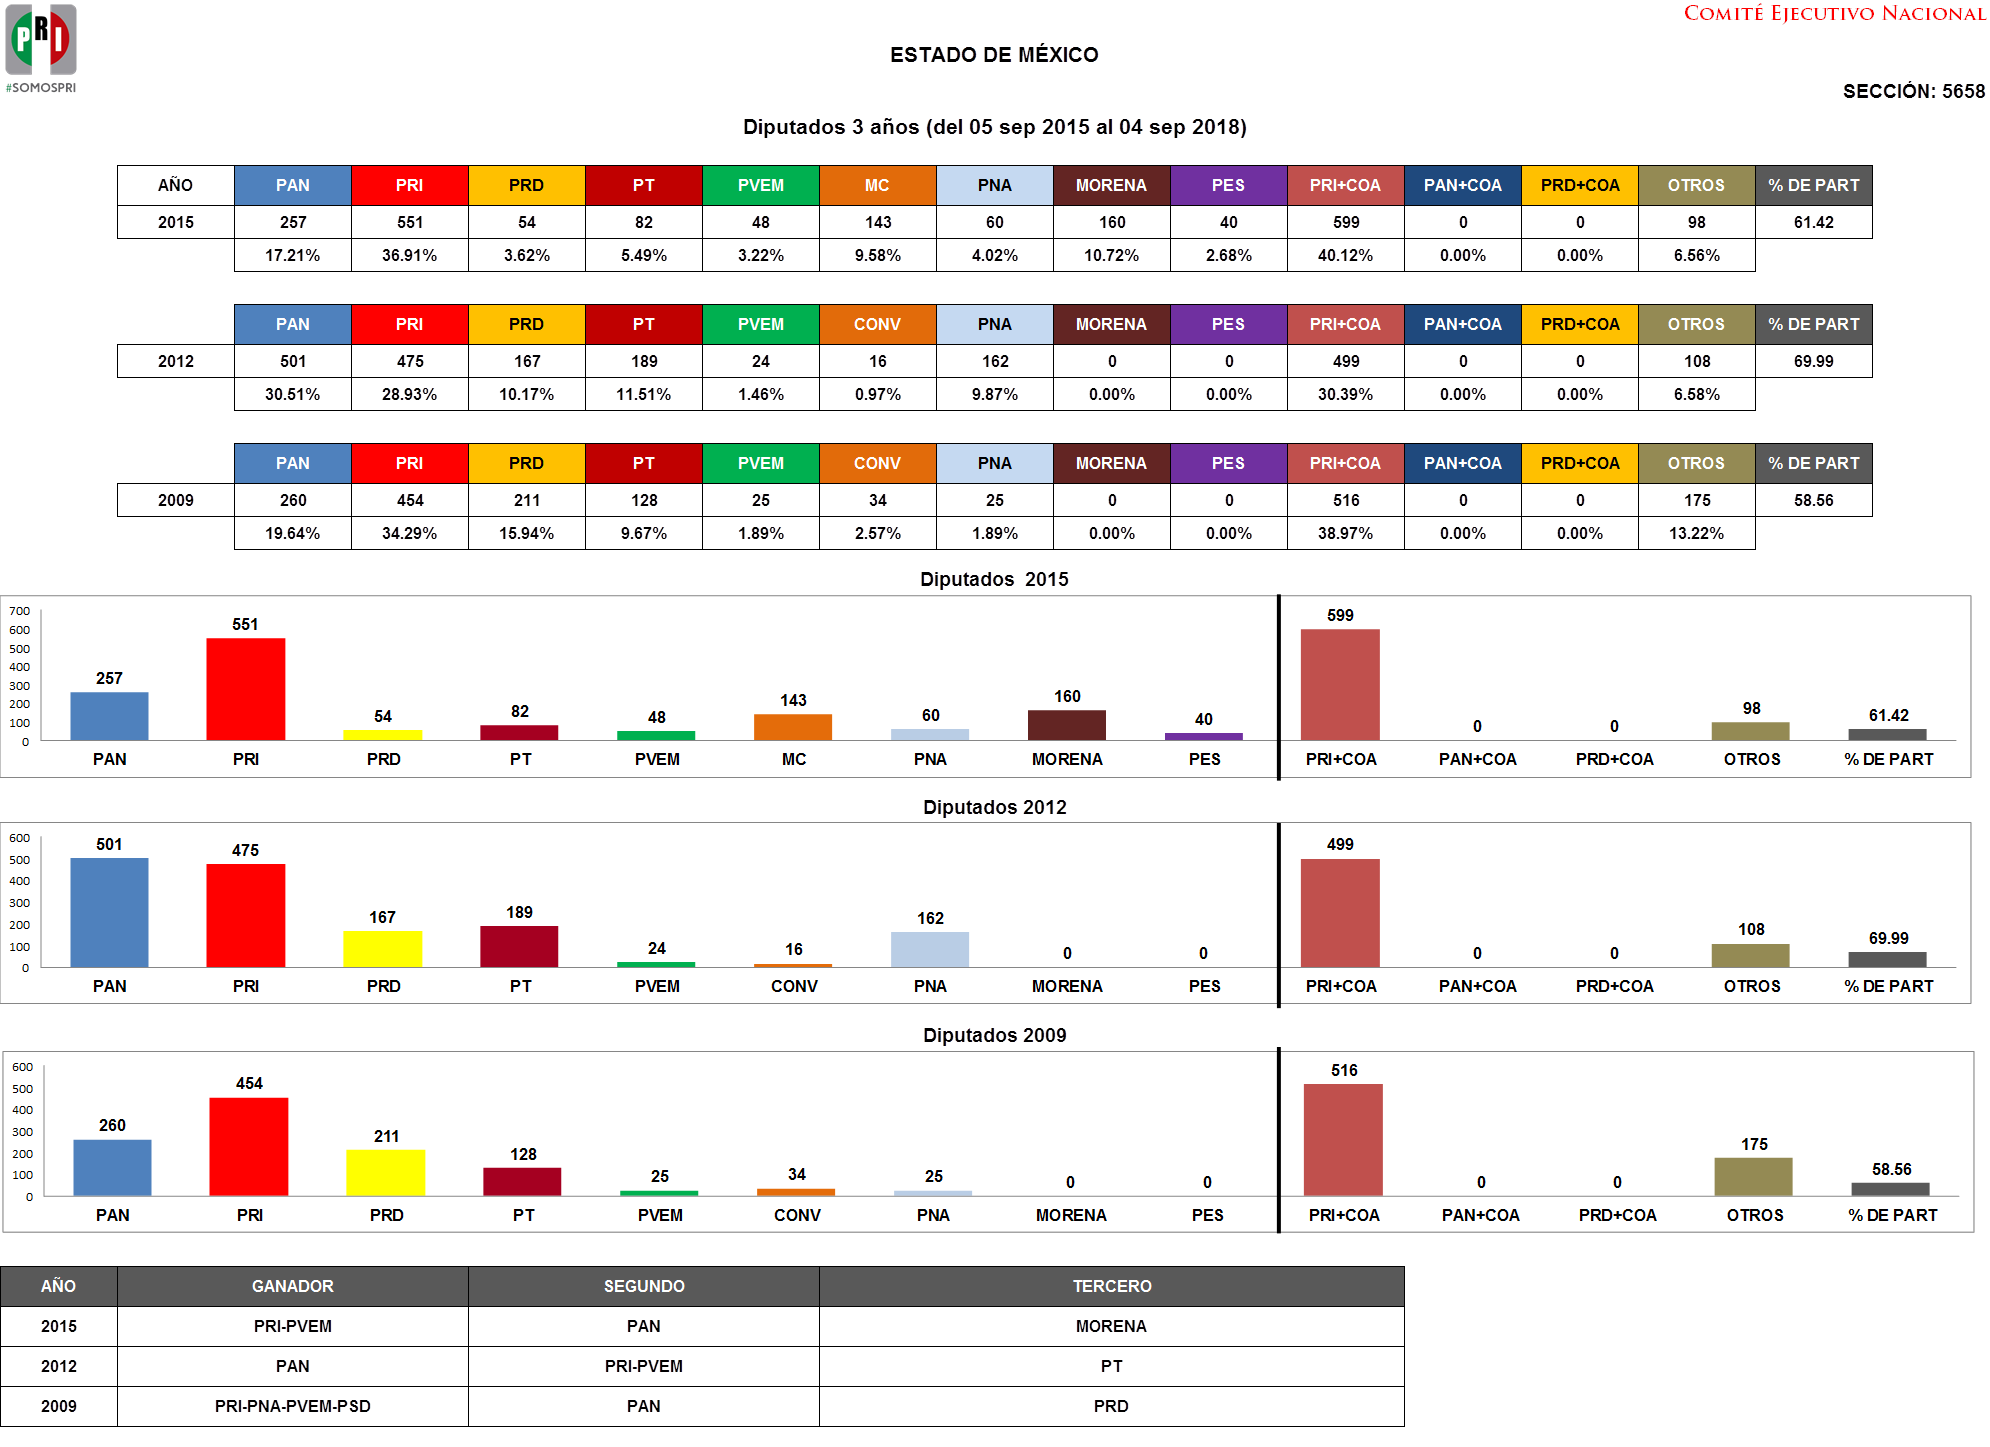 PRI
#SOMOSPRI
COMITÉ EJECUTIVO NACIONAL
ESTADO DE MÉXICO
SECCIÓN: 5658
Diputados 3 años (del 05 sep 2015 al 04 sep 2018)
AÑO PAN PRI PRD PT PVEM MC PNA MORENA PES PRI+COA PAN+COA PRD+COA OTROS % DE PART
2015 257 551 54 82 48 143 60 160 40 599 0 0 98 61.42
17.21% 36.91% 3.62% 5.49% 3.22% 9.58% 4.02% 10.72% 2.68% 40.12% 0.00% 0.00% 6.56%
PAN PRI PRD PT PVEM CONV PNA MORENA PES PRI+COA PAN+COA PRD+COA OTROS % DE PART
2012 501 475 167 189 24 16 162 0 0 499 0 0 108 69.99
30.51% 28.93% 10.17% 11.51% 1.46% 0.97% 9.87% 0.00% 0.00% 30.39% 0.00% 0.00% 6.58%
PAN PRI PRD PT PVEM CONV PNA MORENA PES PRI+COA PAN+COA PRD+COA OTROS % DE PART
2009 260 454 211 128 25 34 25 0 0 516 0 0 175 58.56
19.64% 34.29% 15.94% 9.67% 1.89% 2.57% 1.89% 0.00% 0.00% 38.97% 0.00% 0.00% 13.22%
Diputados 2015
700
600
500
400
300
200
100
0
257 551 54 82 48 143 60 160 40 599 0 0 98 61.42
PAN PRI PRD PT PVEM MC PNA MORENA PES PRI+COA PAN+COA PRD+COA OTROS % DE PART
Diputados 2012
600
500
400
300
200
100
0
501 475 167 189 24 16 162 0 0 499 0 0 108 69.99
PAN PRI PRD PT PVEM CONV PNA MORENA PES PRI+COA PAN+COA PRD+COA OTROS % DE PART
Diputados 2009
600
500
400
300
200
100
0
260 454 211 128 25 34 25 0 0 516 0 0 175 58.56
PAN PRI PRD PT PVEM CONV PNA MORENA PES PRI+COA PAN+COA PRD+COA OTROS % DE PART
AÑO GANADOR SEGUNDO TERCERO
2015 PRI-PVEM PAN MORENA
2012 PAN PRI-PVEM PT
2009 PRI-PNA-PVEM-PSD PAN PRD